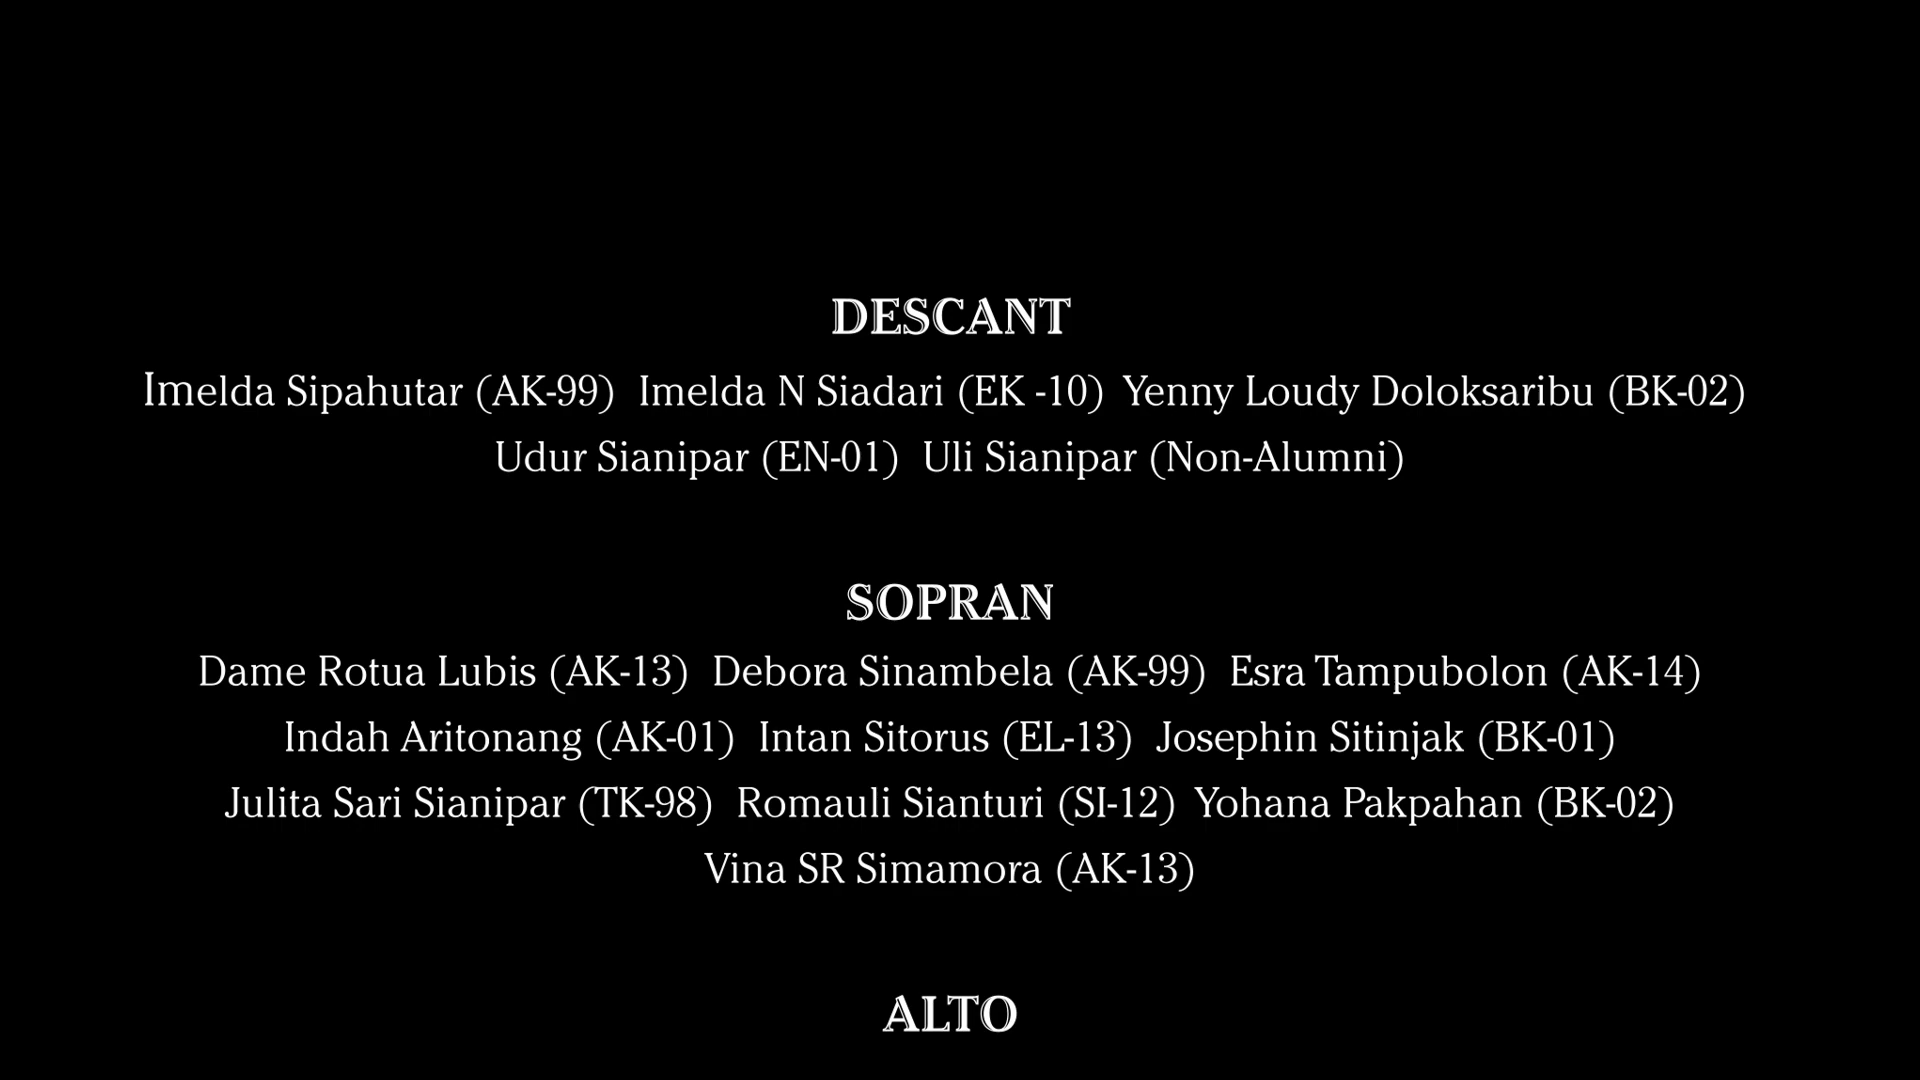 DESCANT
Imelda Sipahutar (AK-99) Imelda N Siadari (EK -10) Yenny Loudy Doloksaribu (BK-02)
Udur Sianipar (EN-01) Uli Sianipar (Non-Alumni)
SOPRAN
Dame Rotua Lubis (AK-13) Debora Sinambela (AK-99) Esra Tampubolon (AK-14)
Indah Aritonang (AK-01) Intan Sitorus (EL-13) Josephin Sitinjak (BK-01)
Julita Sari Sianipar (TK-98) Romauli Sianturi (SI-12) Yohana Pakpahan (BK-02)
Vina SR Simamora (AK-13)
ALTO